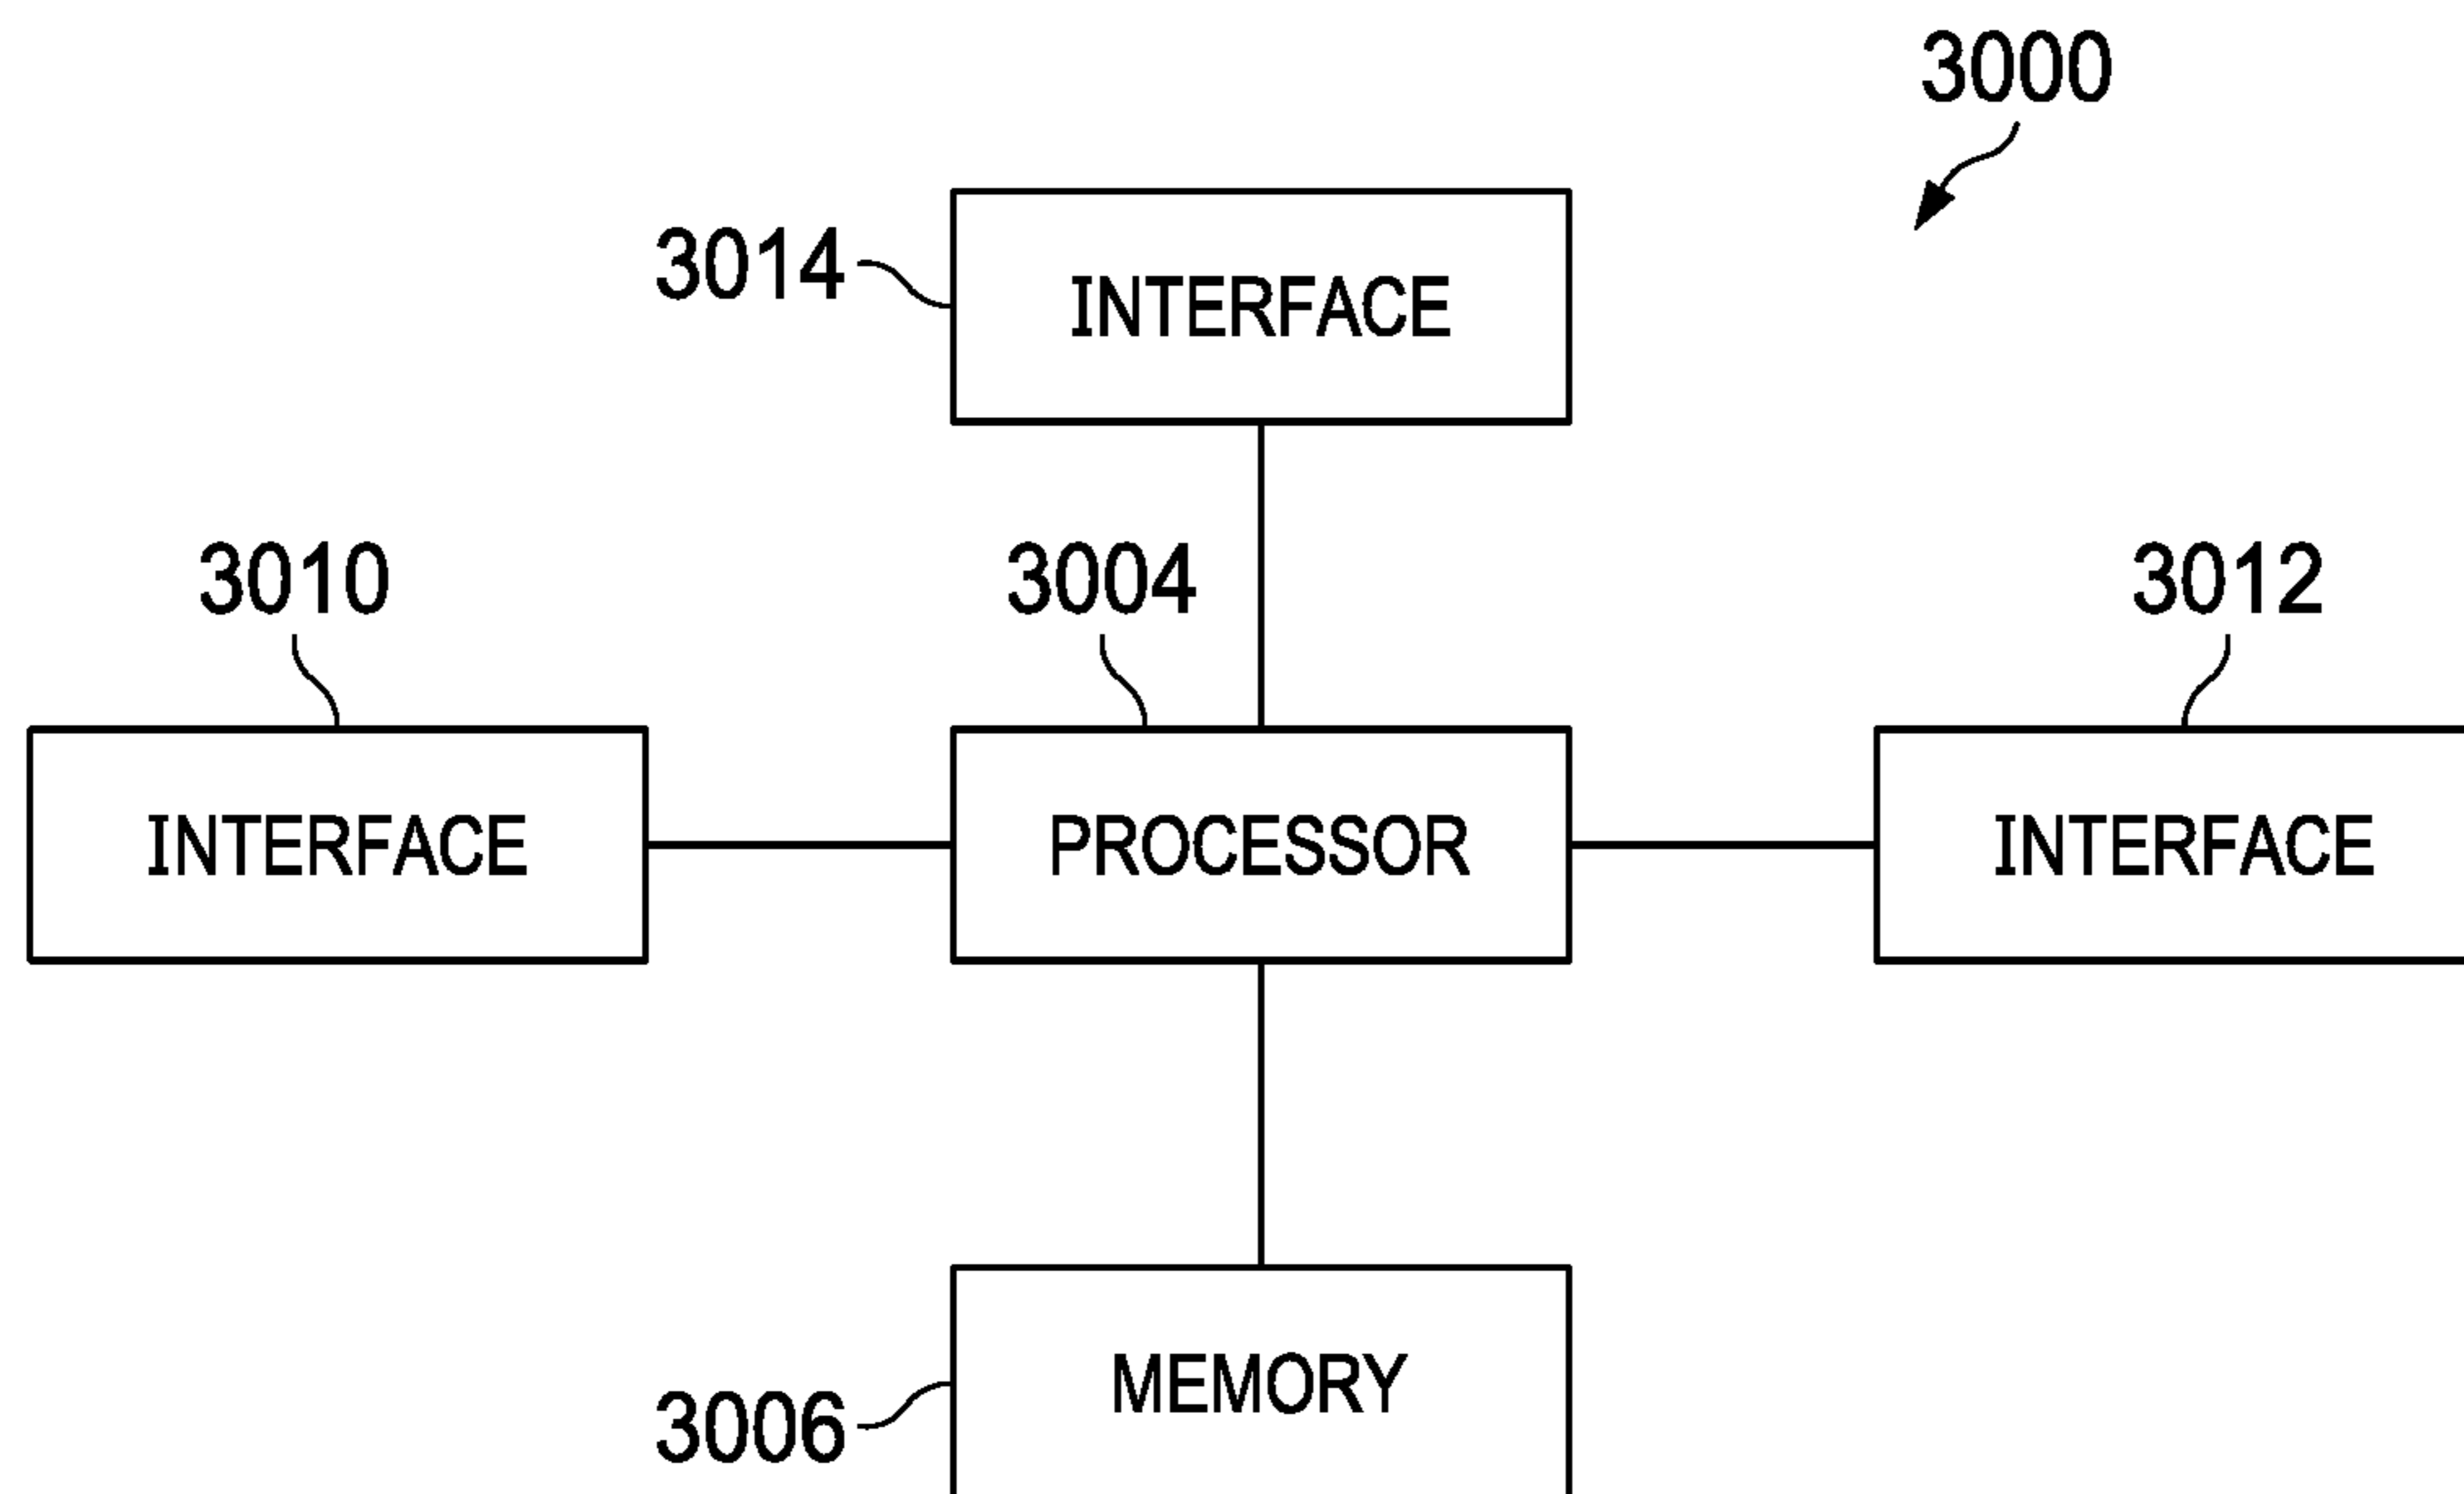 3000
3014
INTERFACE
3010
3004
3012
INTERFACE
PROCESSOR
INTERFACE
MEMORY
3006